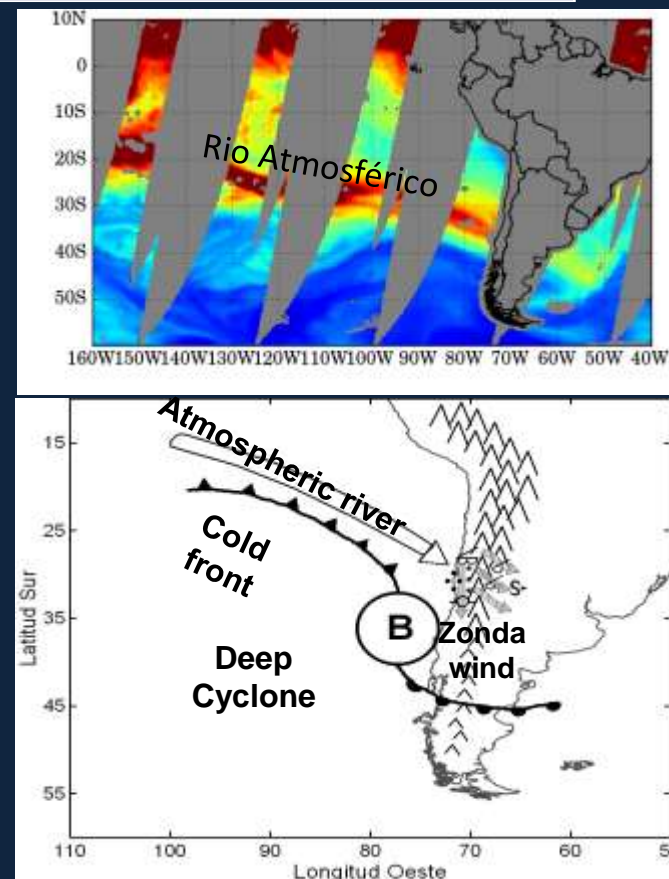 10N
0
10S
20S
30S
40S
50S
Rio Atmosférico
160W150W140W130W120W110W100W 90W 80W 70W 60W 50W 40W
Atmospheric river
15
25
35
45
55
Latitud Sur
Cold
front
B
Zonda
wind
Deep
Cyclone
110 100 90 80 70 60
Longitud Oeste